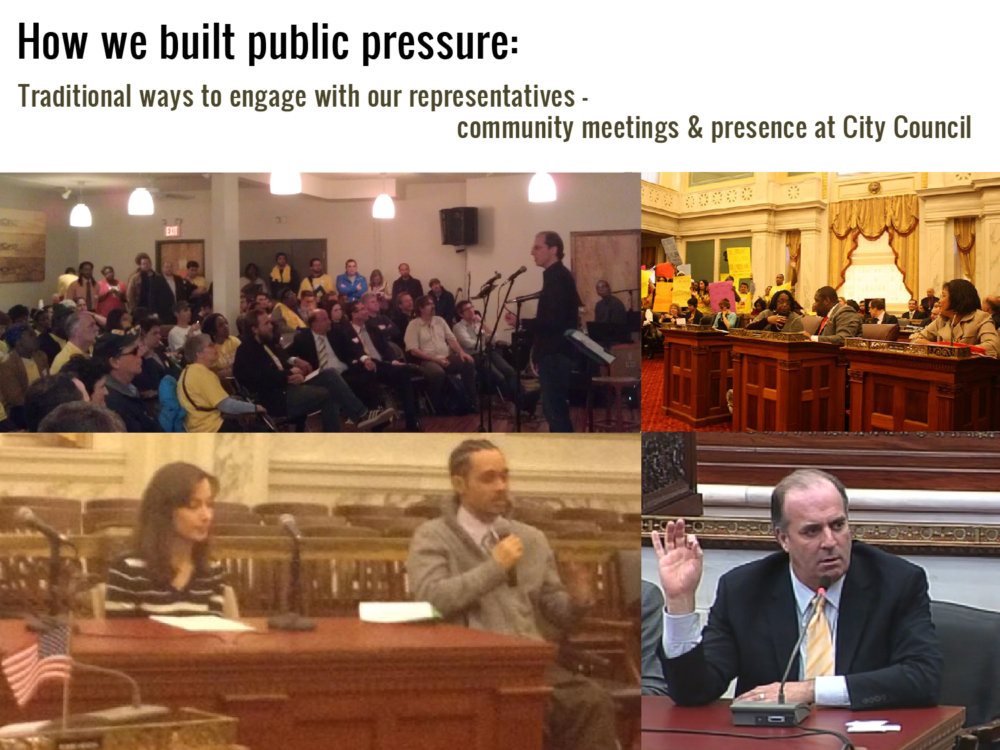 How we built public pressure:
Traditional ways to engage with our representatives -
community meetings & presence at City Council
EXIT